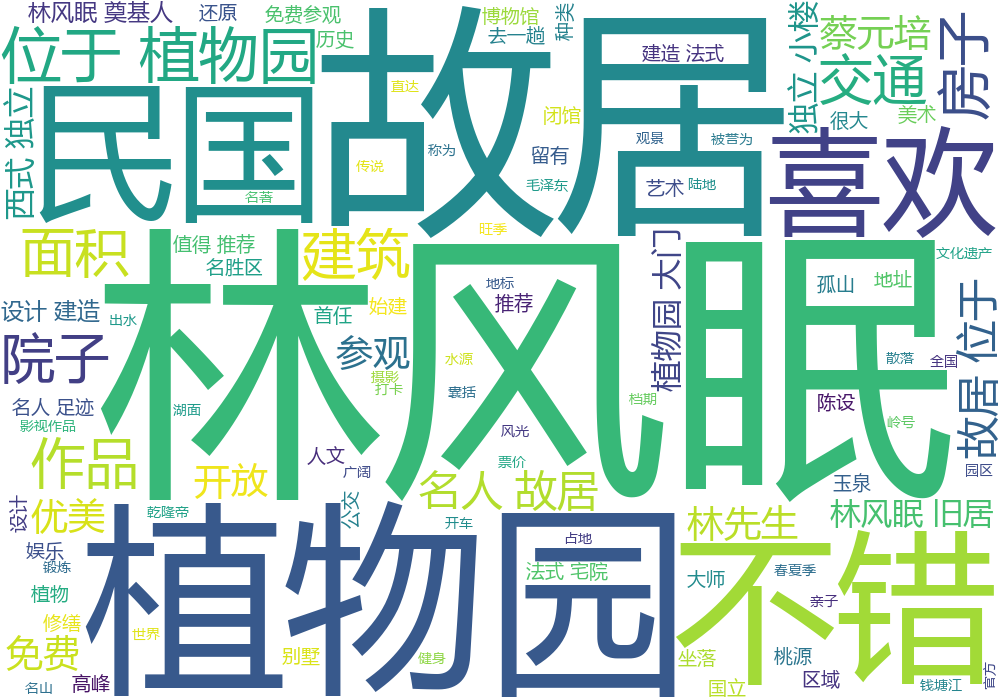 林风眠 奠基人
还原
免费参观
历史
博物馆
去一趟
种类
建造 法式
独立 小楼
蔡元培
房子
位于 植物园
故居
直达
交通
很大
美术
西式 独立
民国
传说
称为
闭馆
留有
毛泽东
观景
被誉为
艺术
陆地
名著
旺季
喜欢
面积
值得 推荐
名胜区
建筑
植物园 大门
文化遗产
林风眠
设计 建造
出水
首任
始建
地标
推荐
孤山
地址
故居 位于
院子
参观
水源
摄影
打卡
囊括
档期
散落
全国
陈设
岭号
名人 足迹
影视作品
湖面
风光
票价
作品
人文
广阔
开放
名人 故居
玉泉
园区
设计
优美
乾隆帝
公交
开车
林先生
林风眠 旧居
娱乐
锻炼
植物园
占地
法式 宅院
不错
大师
春夏季
亲子
植物
修缮
世界
免费
别墅
健身
坐落
桃源
名山
高峰
国立
区域
钱塘江
官方